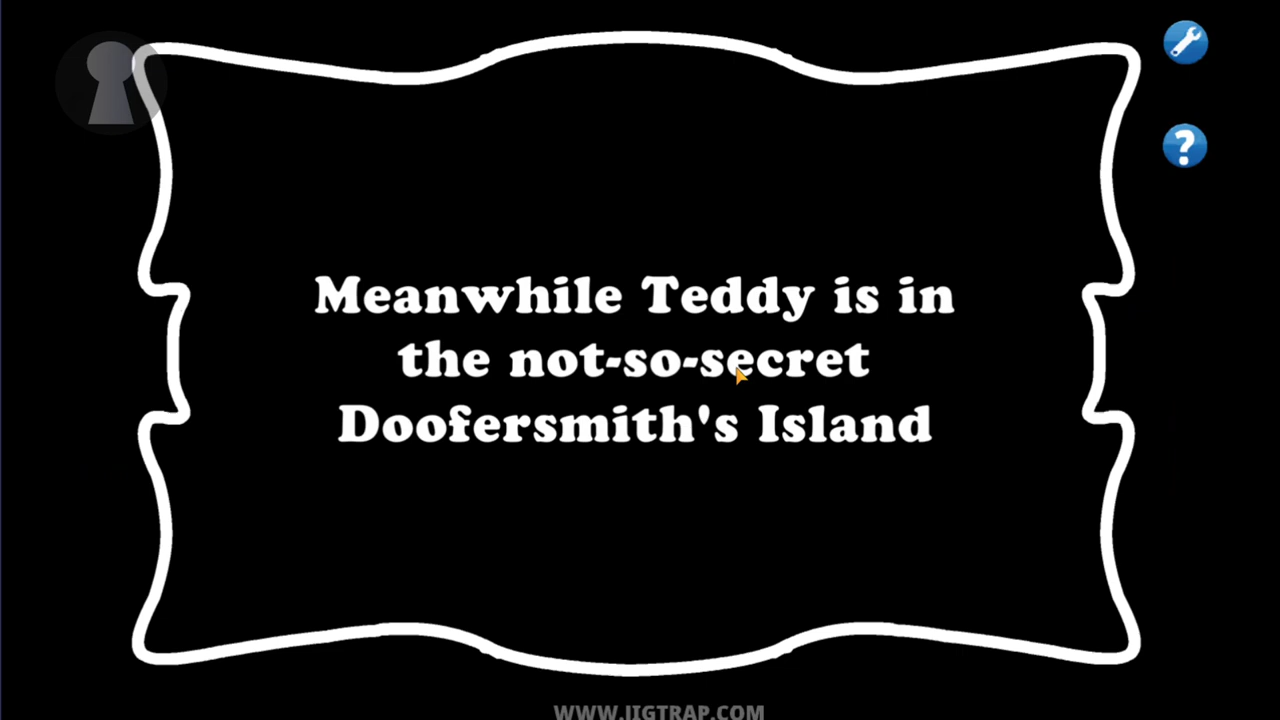 Meanwhile Teddy is in
the not-so-secret
Doofersmith's Island
WWW.JIGTRAP.COM